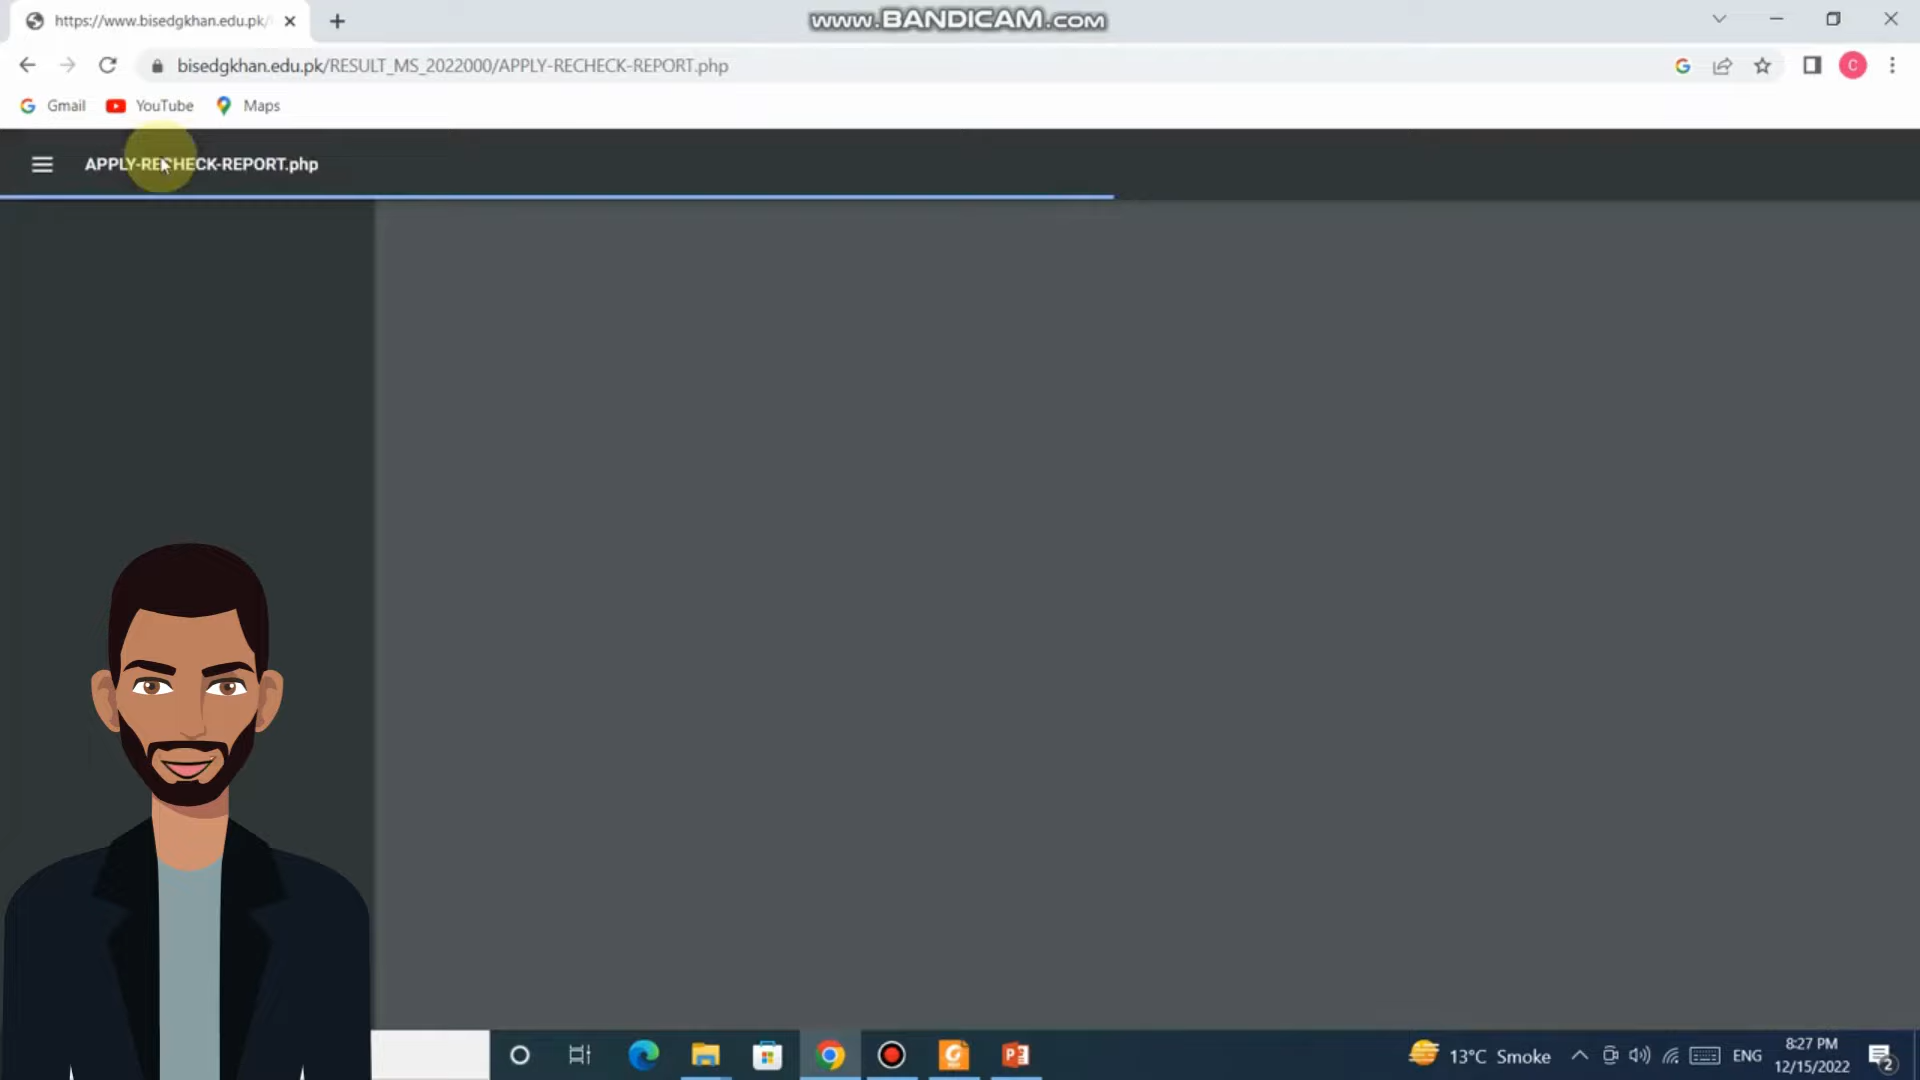 https://www.bisedgkhan.edu.pk/
www.BANDICAM.com
bisedgkhan.edu.pk/RESULT_MS_2022000/APPLY-RECHECK-REPORT.php
C
Gmail
YouTube
Maps
APPLY-RECHECK-REPORT.php
13°C Smoke
ENG
8:27 PM
12/15/2022
2